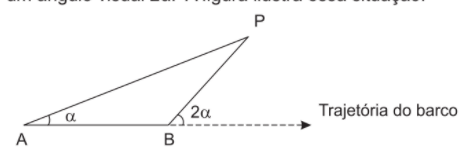 um ângulo visual 2α. A figura ilustra essa situação:
P
α
2α
Trajetória do barco
A
B